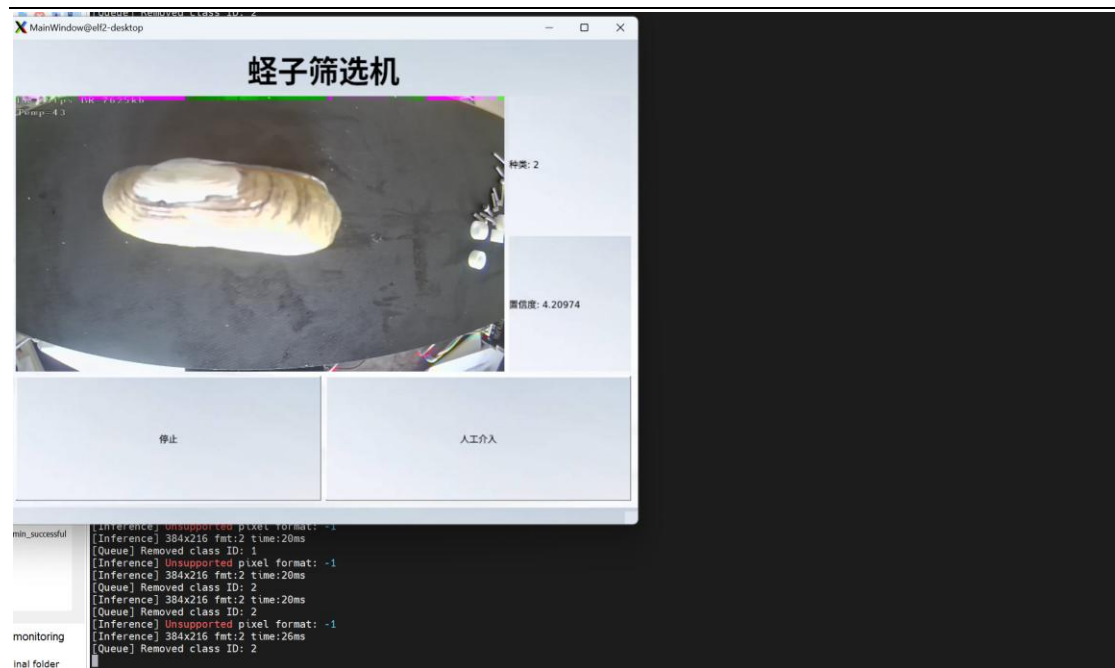 [Queue] Removed class ID: 2
MainWindow@elf2-desktop
蛏子筛选机
种类: 2
置信度: 4.20974
停止
人工介入
min_successful
monitoring
inal folder
[Inference] Unsupported pixel format: -1
[Inference] 384x216 fmt:2 time:20ms
[Queue] Removed class ID: 1
[Inference] Unsupported pixel format: -1
[Inference] 384x216 fmt:2 time:20ms
[Queue] Removed class ID: 2
[Inference] 384x216 fmt:2 time:20ms
[Queue] Removed class ID: 2
[Inference] Unsupported pixel format: -1
[Inference] 384x216 fmt:2 time:26ms
[Queue] Removed class ID: 2